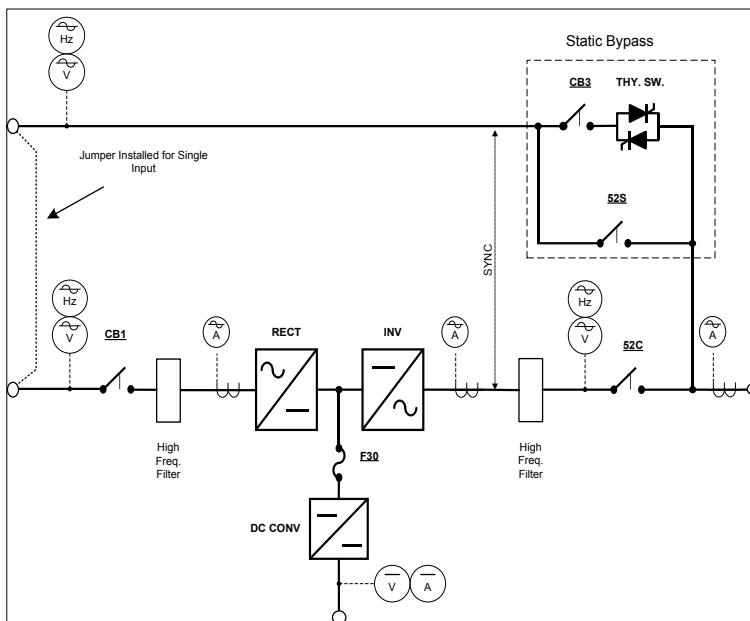 Hz
V
Static Bypass
CB3
THY. SW.
Jumper Installed for Single
Input
52S
SYNC
Hz
V
CB1
A
RECT
INV
A
Hz
V
52C
A
High
Freq.
Filter
F30
High
Freq.
Filter
DC CONV
V
A